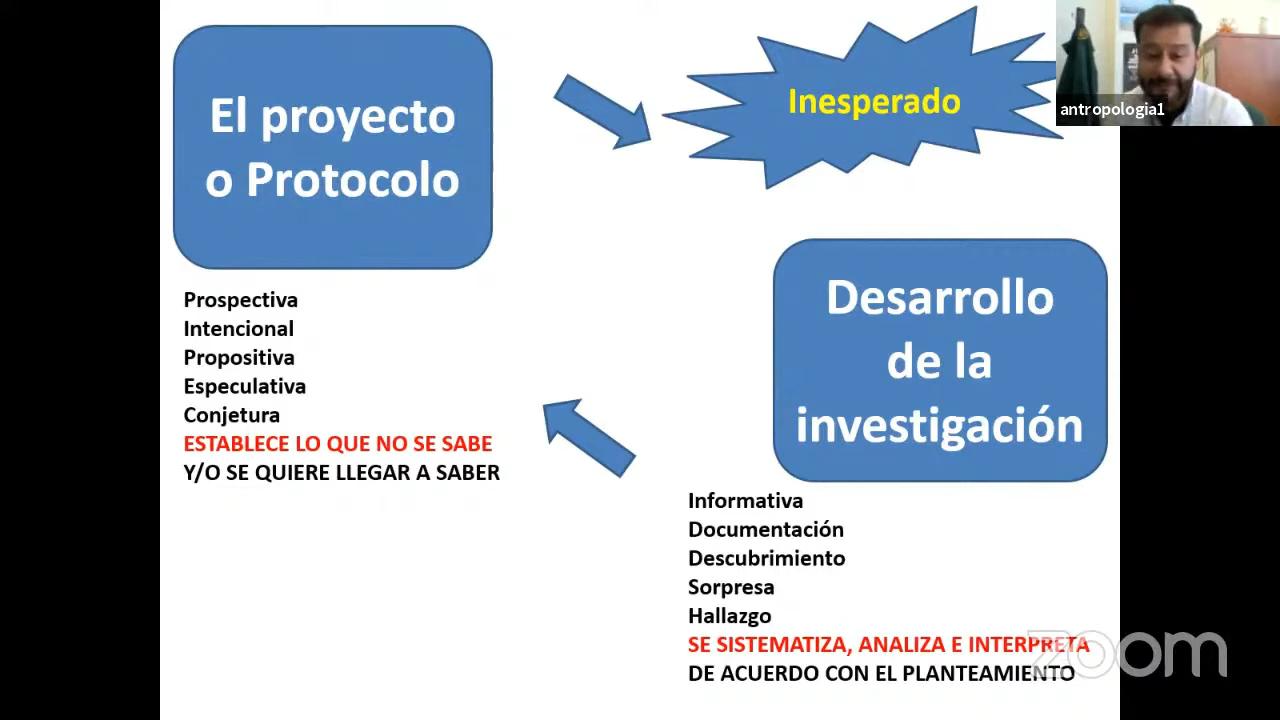 El proyecto
o Protocolo
Inesperado
antropologia1
Prospectiva
Intencional
Propositiva
Especulativa
Conjetura
ESTABLECE LO QUE NO SE SABE
Y/O SE QUIERE LLEGAR A SABER
Desarrollo
de la
investigación
Informativa
Documentación
Descubrimiento
Sorpresa
Hallazgo
SE SISTEMATIZA, ANALIZA E INTERPRETA
DE ACUERDO CON EL PLANTEAMIENTO
zoom